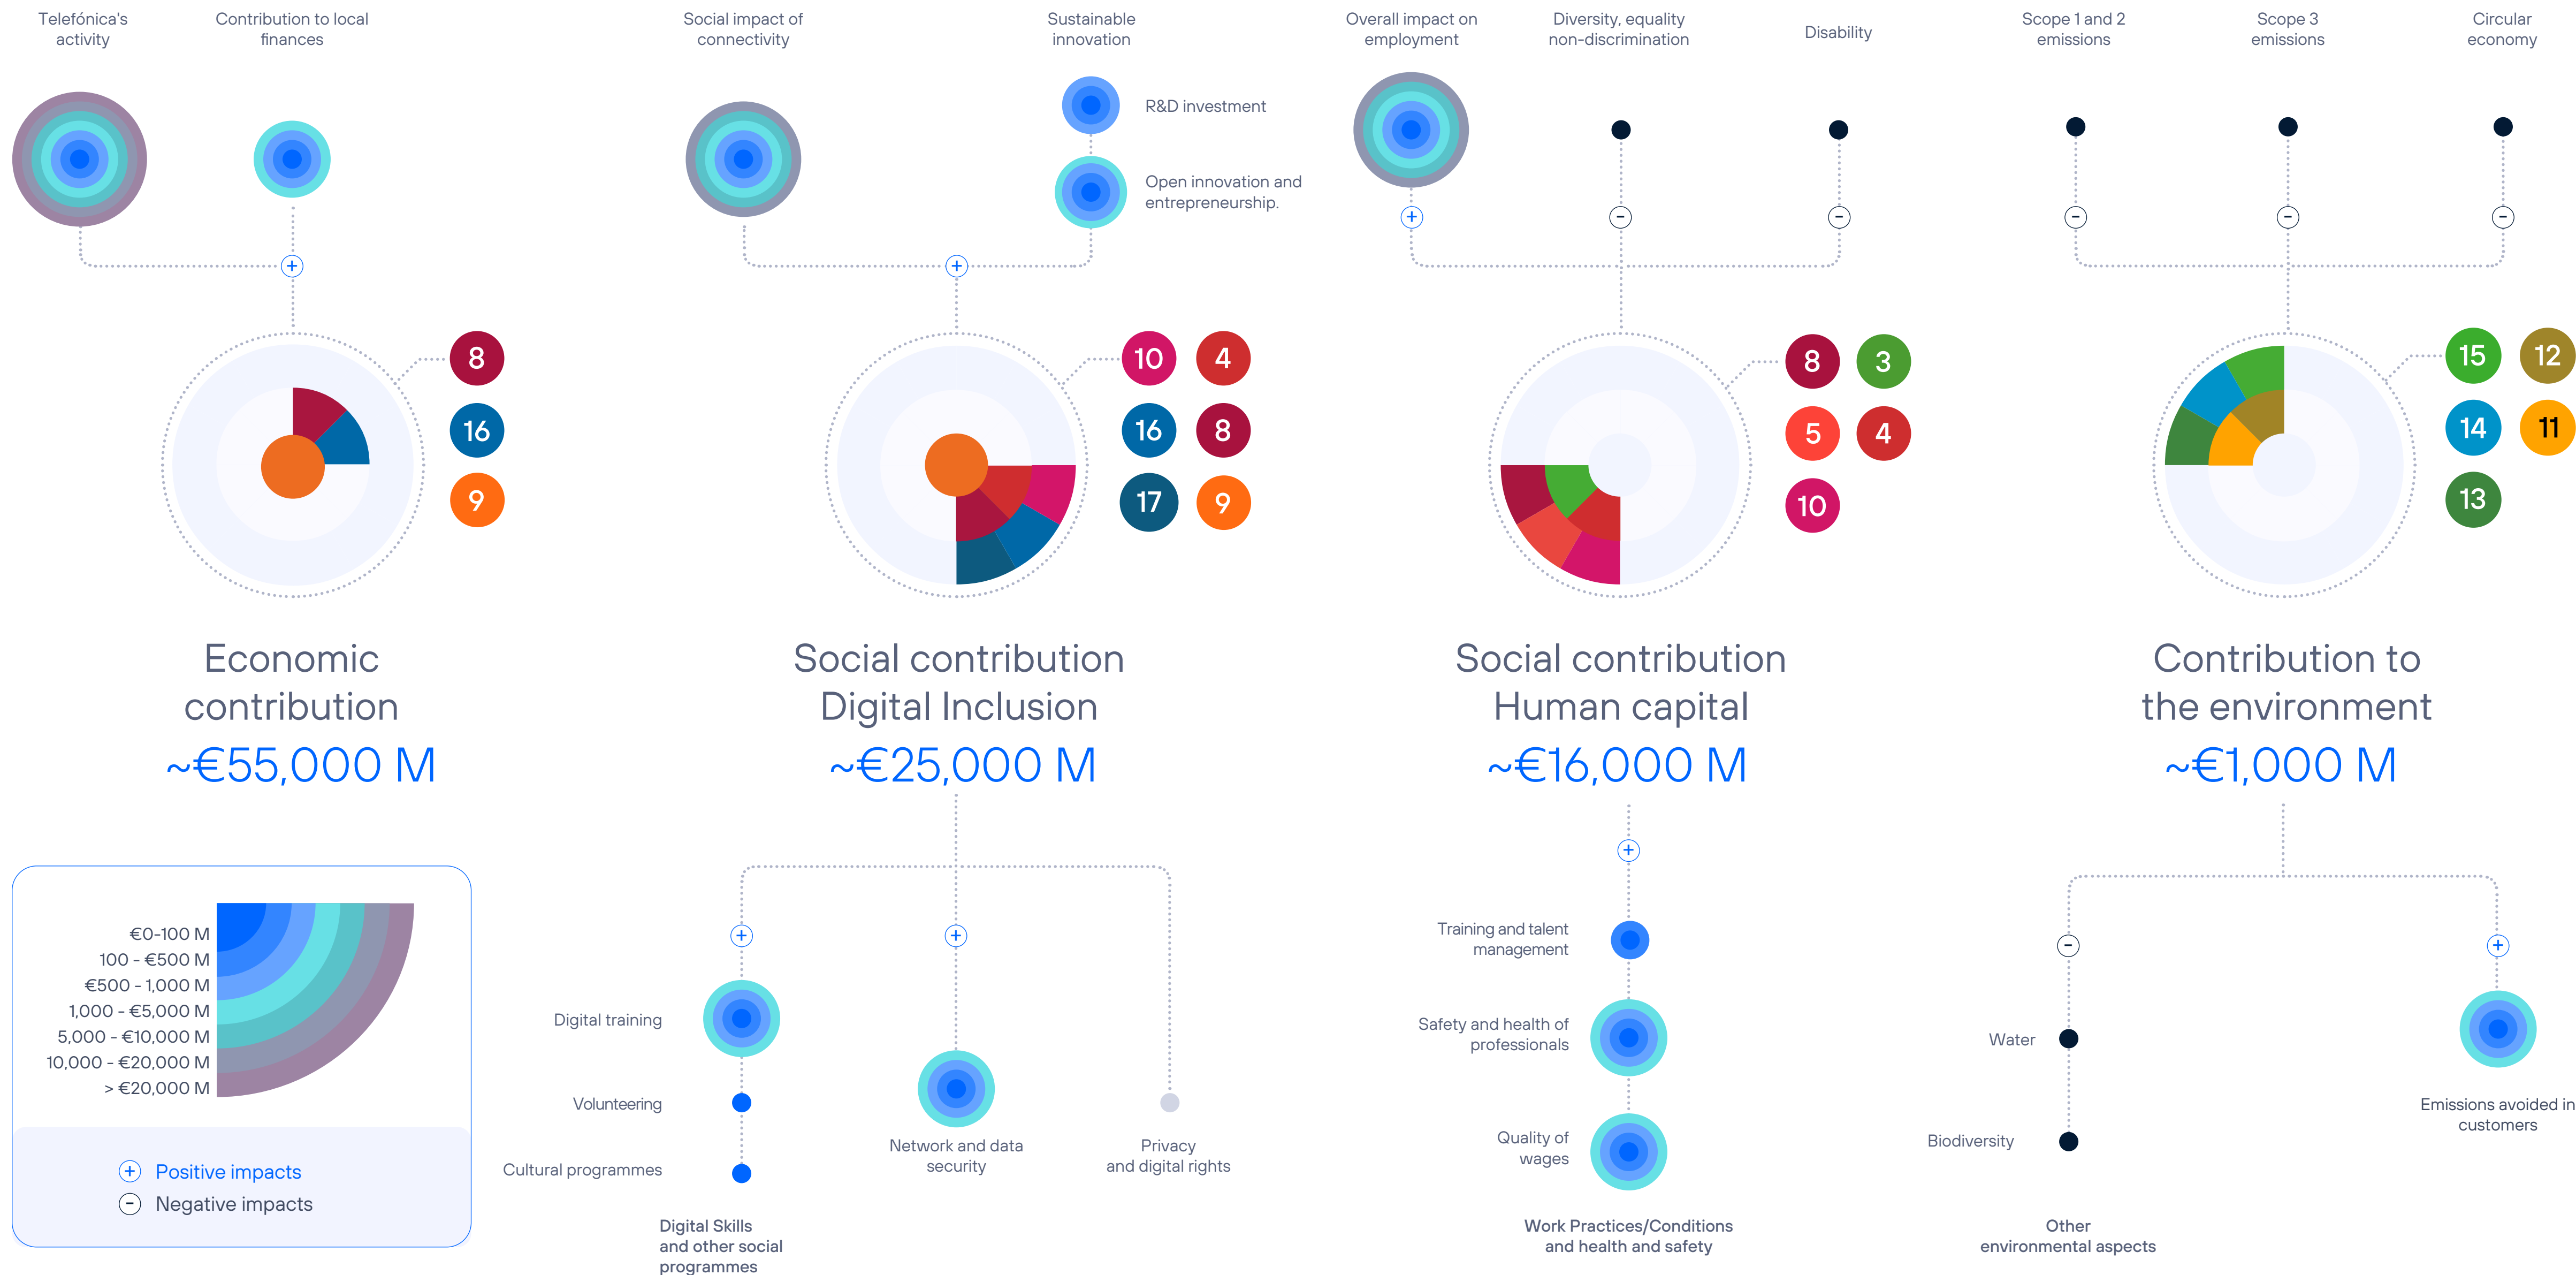 Telefónica's
activity
Contribution to local
finances
Social impact of
connectivity
Sustainable
innovation
R&D investment
Open innovation and
entrepreneurship.
Overall impact on
employment
Diversity, equality
non-discrimination
Disability
Scope 1 and 2
emissions
Scope 3
emissions
Circular
economy
+
+
+
−
−
−
−
−
8
16
9
10 4
16 8
17 9
8 3
5 4
10
15 12
14 11
13
Economic
contribution
~€55,000 M
Social contribution
Digital Inclusion
~€25,000 M
Social contribution
Human capital
~€16,000 M
Contribution to
the environment
~€1,000 M
€0-100 M
100 - €500 M
€500 - 1,000 M
1,000 - €5,000 M
5,000 - €10,000 M
10,000 - €20,000 M
> €20,000 M
+ Positive impacts
− Negative impacts
+
+
Digital training
Volunteering
Cultural programmes
Digital Skills
and other social
programmes
Network and data
security
Privacy
and digital rights
+
Training and talent
management
Safety and health of
professionals
Quality of
wages
Work Practices/Conditions
and health and safety
−
+
Water
Biodiversity
Other
environmental aspects
Emissions avoided in
customers